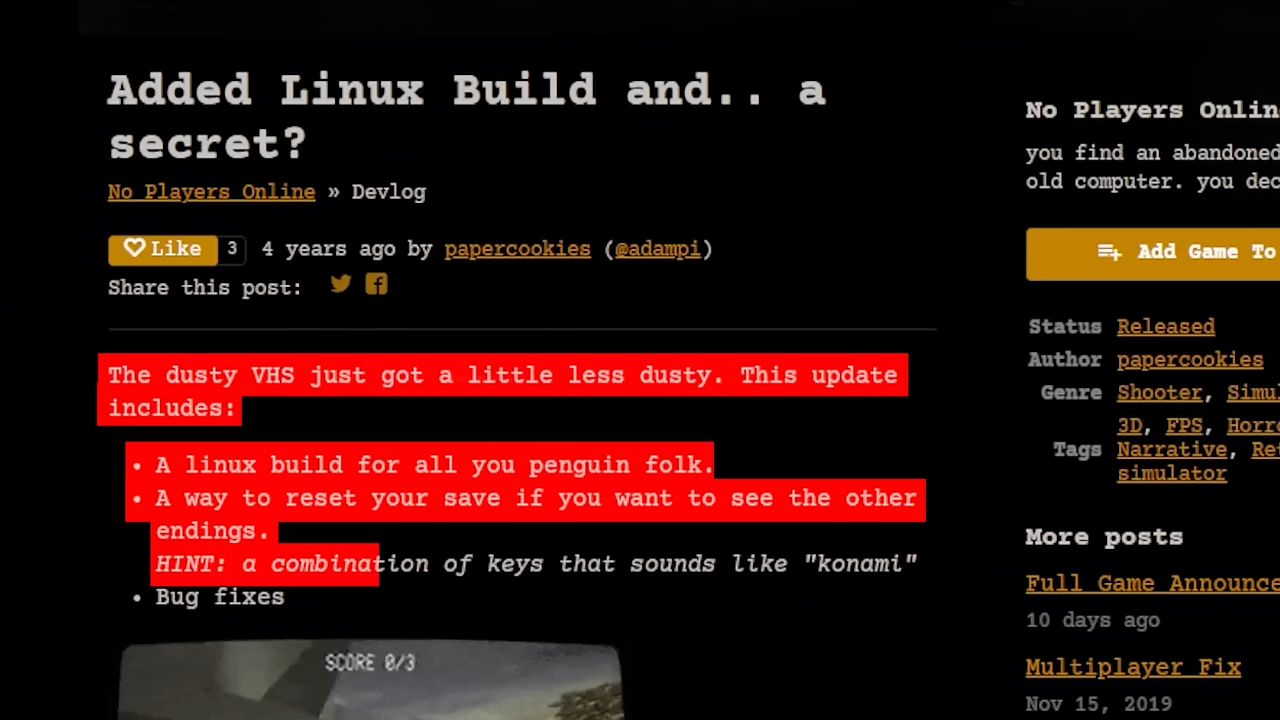 Added Linux Build and.. a
secret?
No Players Online » Devlog
Like 3 4 years ago by papercookies (@adampi)
Share this post:
The dusty VHS just got a little less dusty. This update
includes:
• A linux build for all you penguin folk.
• A way to reset your save if you want to see the other
endings.
HINT: a combination of keys that sounds like "konami"
• Bug fixes
SCORE 0/3
No Players Onlin
you find an abandoned
old computer. you dec
Add Game To
Status Released
Author papercookies
Genre Shooter, Simul
3D, FPS, Horro
Tags Narrative, Ret
simulator
More posts
Full Game Announce
10 days ago
Multiplayer Fix
Nov 15, 2019